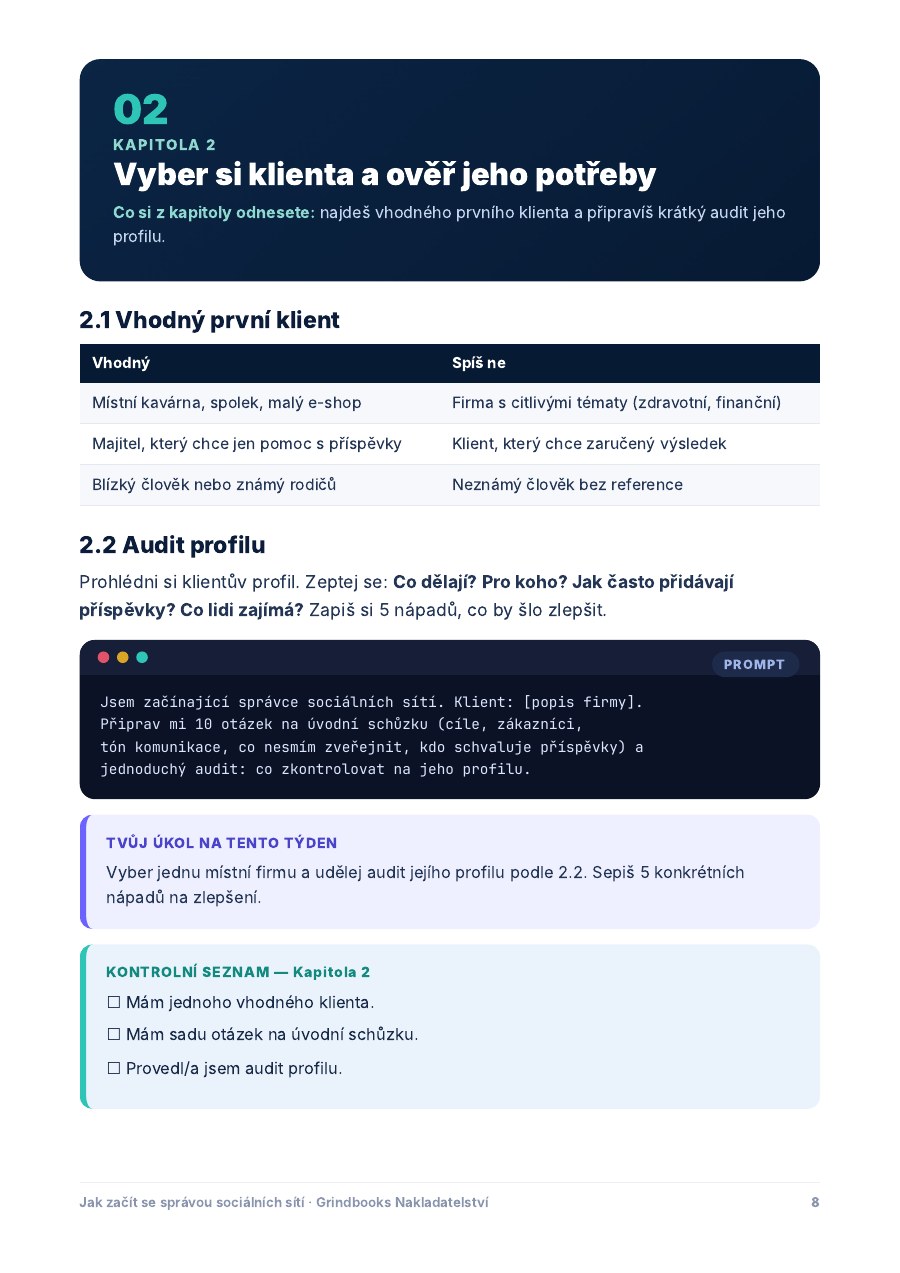 02
KAPITOLA 2
Vyber si klienta a ověř jeho potřeby
Co si z kapitoly odnesete: najdeš vhodného prvního klienta a připravíš krátký audit jeho
profilu.
2.1 Vhodný první klient
Vhodný Spíš ne
Místní kavárna, spolek, malý e-shop Firma s citlivými tématy (zdravotní, finanční)
Majitel, který chce jen pomoc s příspěvky Klient, který chce zaručený výsledek
Blízký člověk nebo známý rodičů Neznámý člověk bez reference
2.2 Audit profilu
Prohlédni si klientův profil. Zeptej se: Co dělají? Pro koho? Jak často přidávají
příspěvky? Co lidi zajímá? Zapiš si 5 nápadů, co by šlo zlepšit.
PROMPT
Jsem začínající správce sociálních sítí. Klient: [popis firmy].
Připrav mi 10 otázek na úvodní schůzku (cíle, zákazníci,
tón komunikace, co nesmím zveřejnit, kdo schvaluje příspěvky) a
jednoduchý audit: co zkontrolovat na jeho profilu.
TVŮJ ÚKOL NA TENTO TÝDEN
Vyber jednu místní firmu a udělej audit jejího profilu podle 2.2. Sepiš 5 konkrétních
nápadů na zlepšení.
KONTROLNÍ SEZNAM — Kapitola 2
☐ Mám jednoho vhodného klienta.
☐ Mám sadu otázek na úvodní schůzku.
☐ Provedl/a jsem audit profilu.
Jak začít se správou sociálních sítí · Grindbooks Nakladatelství 8